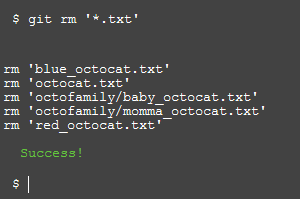 $ git rm '*.txt'
rm 'blue_octocat.txt'
rm 'octocat.txt'
rm 'octofamily/baby_octocat.txt'
rm 'octofamily/momma_octocat.txt'
rm 'red_octocat.txt'
Success!
$